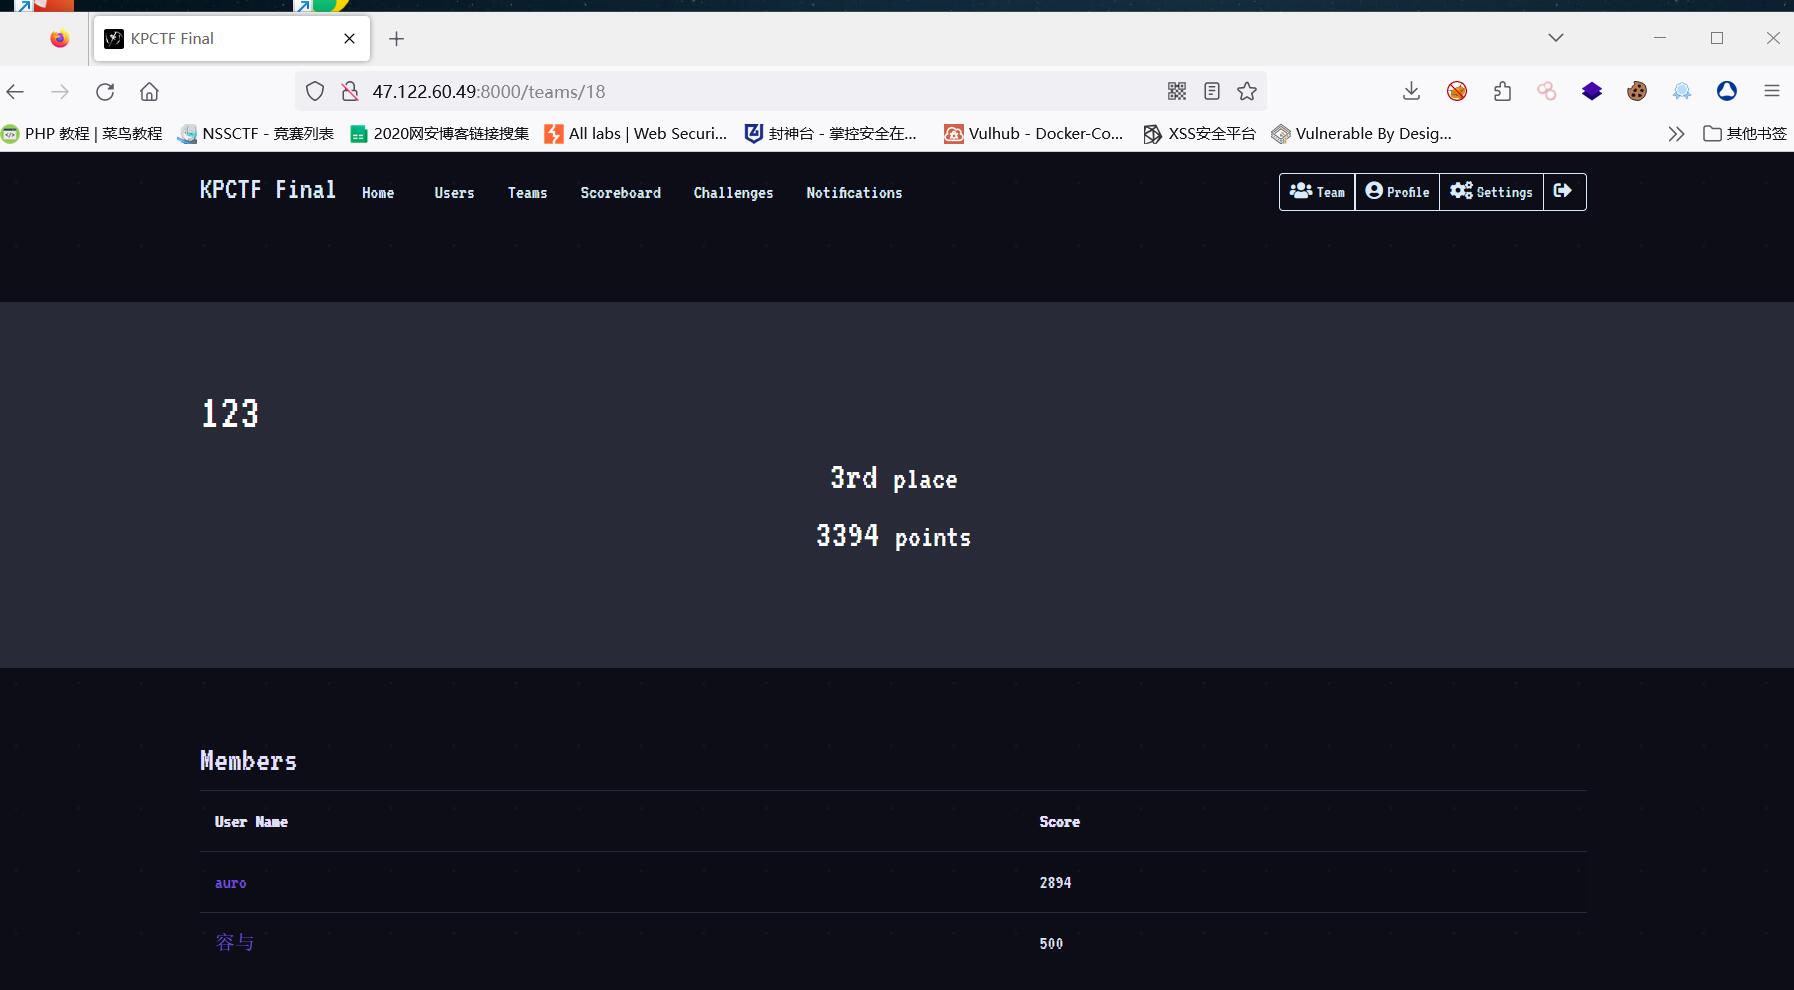 KPCTF Final
47.122.60.49:8000/teams/18
PHP 教程 | 菜鸟教程 NSSCTF - 竞赛列表 2020网安博客链接搜集 All labs | Web Securi... 封神台 - 掌控安全在... Vulhub - Docker-Co... XSS安全平台 Vulnerable By Desig... 其他书签
KPCTF Final Home Users Teams Scoreboard Challenges Notifications Team Profile Settings
123
3rd place
3394 points
Members
User Name Score
auro 2894
容与 500